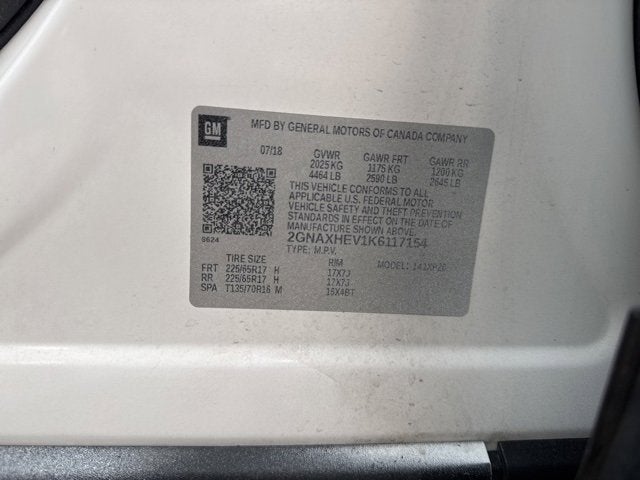 GM
MFD BY GENERAL MOTORS OF CANADA COMPANY
07/18 GVWR GAWR FRT GAWR RR
2025 KG 1175 KG 1200 KG
4464 LB 2590 LB 2645 LB
THIS VEHICLE CONFORMS TO ALL
APPLICABLE U.S. FEDERAL MOTOR
VEHICLE SAFETY AND THEFT PREVENTION
STANDARDS IN EFFECT ON THE DATE OF
MANUFACTURE SHOWN ABOVE.
9624 2GNAXHEV1K6117154
TYPE: M.P.V. MODEL: 1XP26
TIRE SIZE RIM
FRT 225/65R17 H 17X7J
RR 225/65R17 H 17X7J
SPA T135/70R16 M 16X4BT